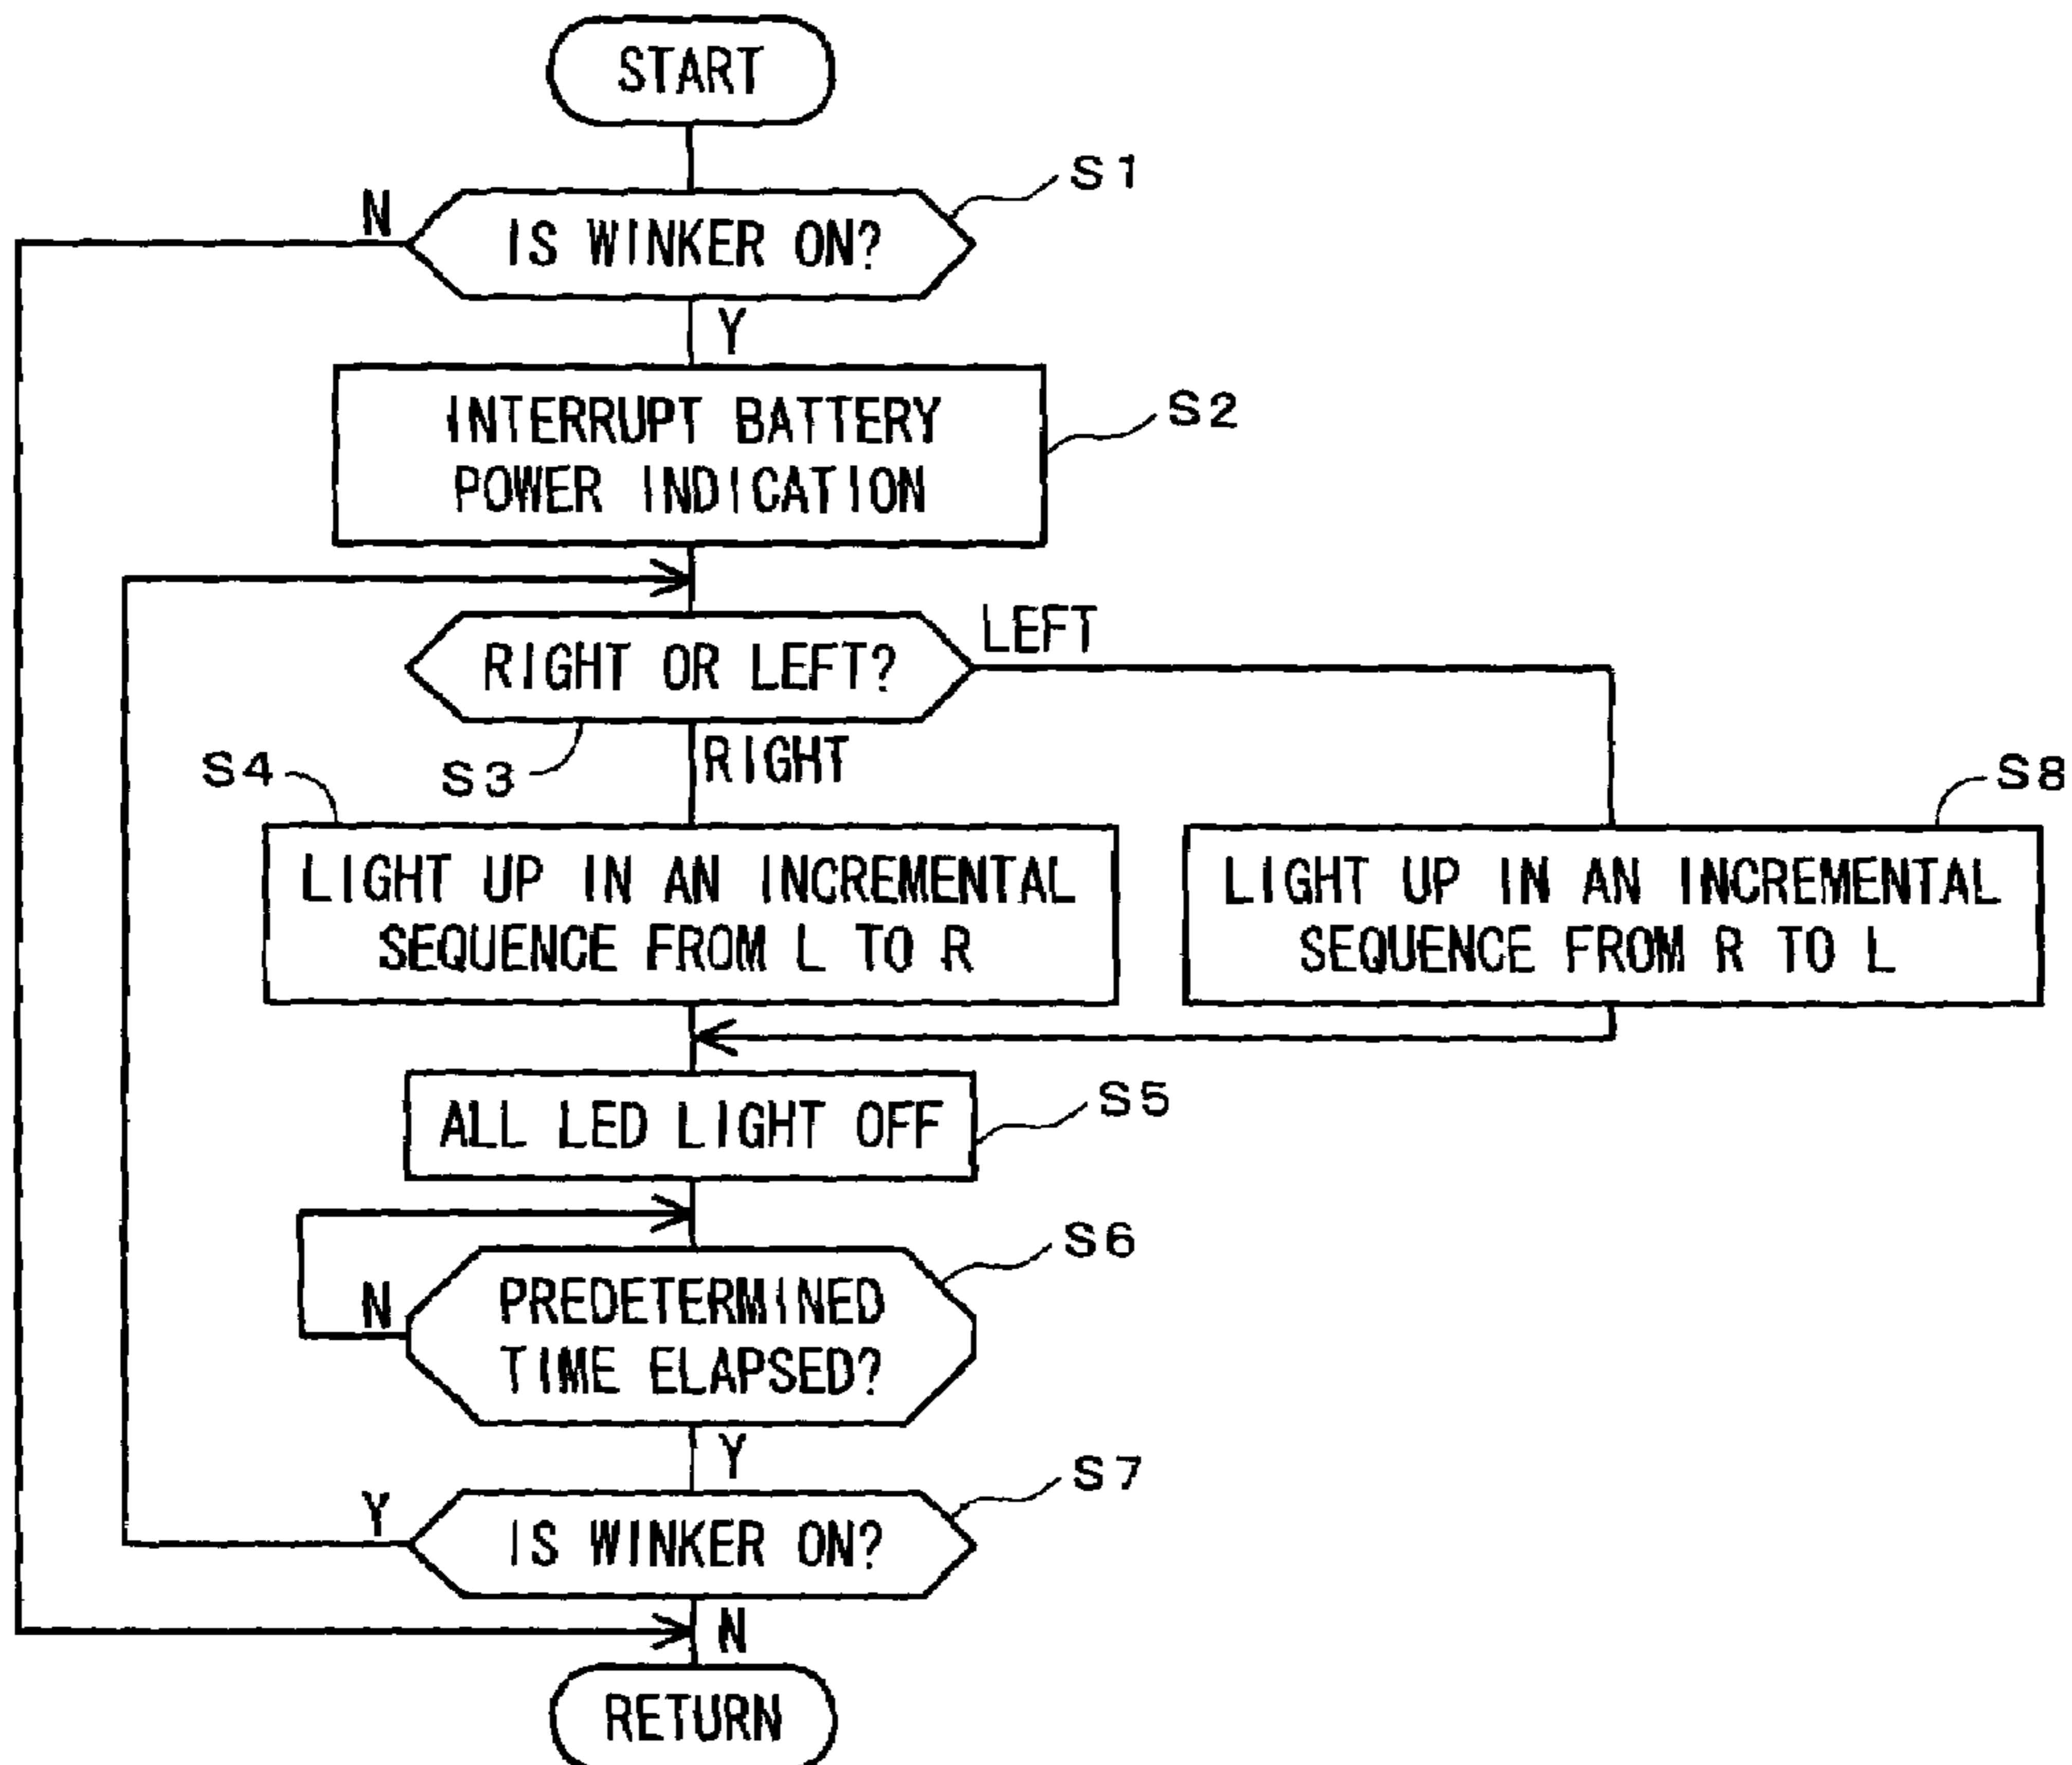 START
S1
N
IS WINKER ON?
Y
INTERRUPT BATTERY
POWER INDICATION
S2
LEFT
RIGHT OR LEFT?
S3
RIGHT
S4
S8
LIGHT UP IN AN INCREMENTAL
SEQUENCE FROM L TO R
LIGHT UP IN AN INCREMENTAL
SEQUENCE FROM R TO L
S5
ALL LED LIGHT OFF
S6
N
PREDETERMINED
TIME ELAPSED?
Y
S7
Y
IS WINKER ON?
N
RETURN